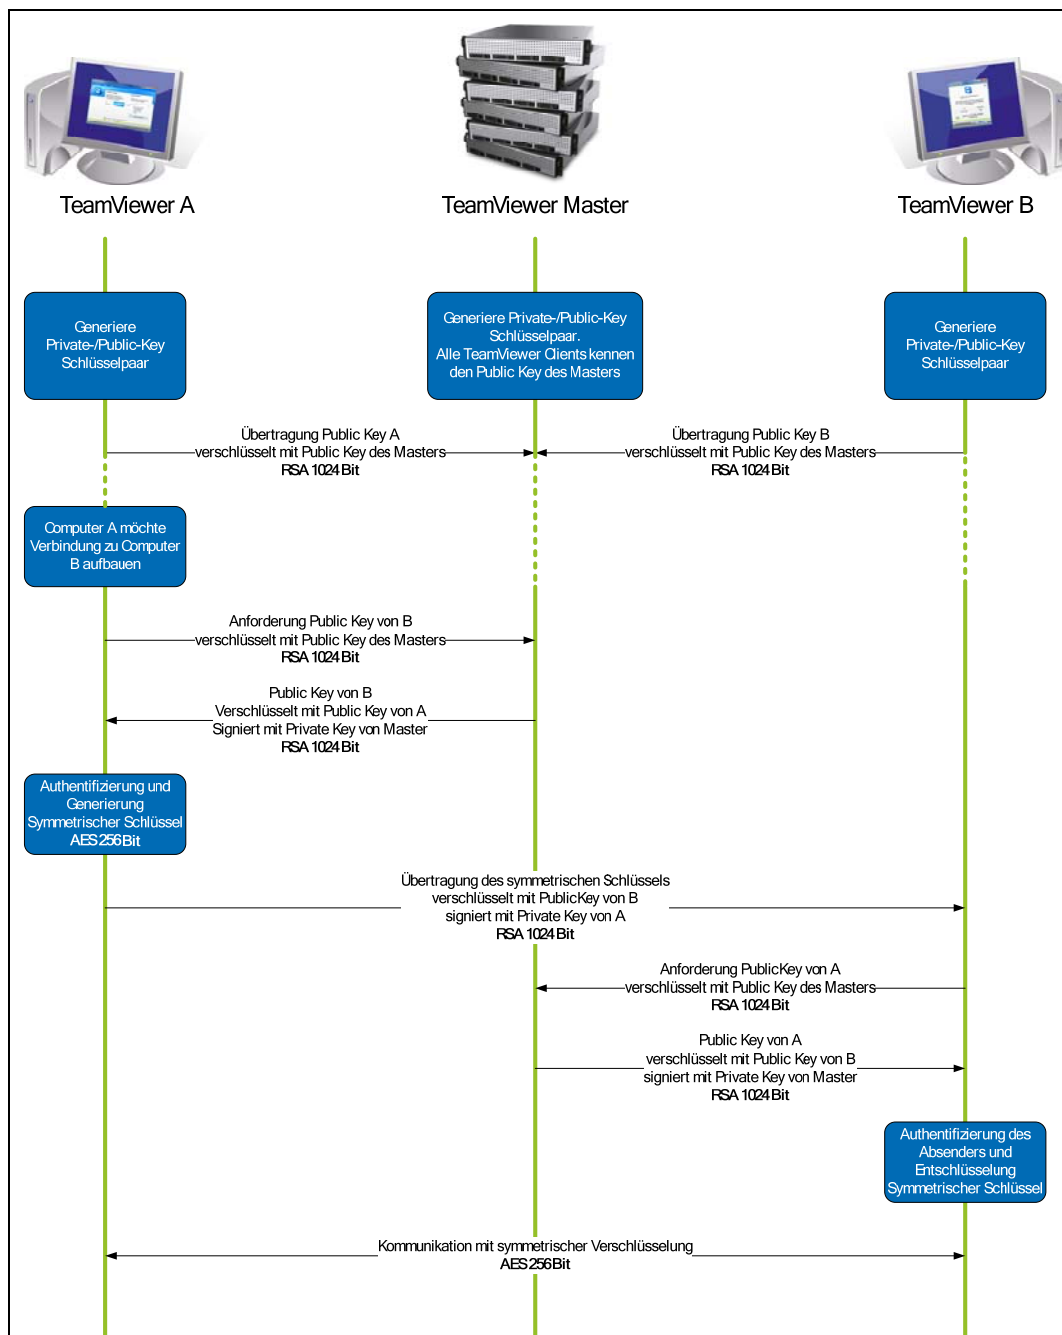 TeamViewer A
TeamViewer Master
TeamViewer B
Generiere
Private-/Public-Key
Schlüsselpaar
Generiere Private-/Public-Key
Schlüsselpaar.
Alle TeamViewer Clients kennen
den Public Key des Masters
Generiere
Private-/Public-Key
Schlüsselpaar
Übertragung Public Key A
verschlüsselt mit Public Key des Masters
RSA 1024 Bit
Übertragung Public Key B
verschlüsselt mit Public Key des Masters
RSA 1024 Bit
Computer A möchte
Verbindung zu Computer
B aufbauen
Anforderung Public Key von B
verschlüsselt mit Public Key des Masters
RSA 1024 Bit
Public Key von B
Verschlüsselt mit Public Key von A
Signiert mit Private Key von Master
RSA 1024 Bit
Authentifizierung und
Generierung
Symmetrischer Schlüssel
AES 256 Bit
Übertragung des symmetrischen Schlüssels
verschlüsselt mit PublicKey von B
signiert mit Private Key von A
RSA 1024 Bit
Anforderung PublicKey von A
verschlüsselt mit Public Key des Masters
RSA 1024 Bit
Public Key von A
verschlüsselt mit Public Key von B
signiert mit Private Key von Master
RSA 1024 Bit
Authentifizierung des
Absenders und
Entschlüsselung
Symmetrischer Schlüssel
Kommunikation mit symmetrischer Verschlüsselung
AES 256 Bit